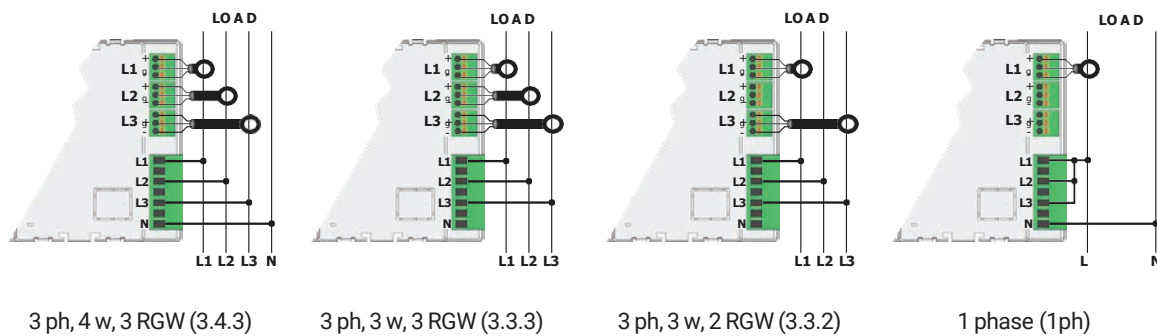 LOAD
+
L1 g
-
+
L2 g
-
+
L3 g
-
L1
L2
L3
N
L1 L2 L3 N
3 ph, 4 w, 3 RGW (3.4.3)
LOAD
+
L1 g
-
+
L2 g
-
+
L3 g
-
L1
L2
L3
N
L1 L2 L3
3 ph, 3 w, 3 RGW (3.3.3)
LOAD
+
L1 g
-
+
L2 g
-
+
L3 g
-
L1
L2
L3
N
L1 L2 L3
3 ph, 3 w, 2 RGW (3.3.2)
LOAD
+
L1 g
-
+
L2 g
-
+
L3 g
-
L1
L2
L3
N
L N
1 phase (1ph)